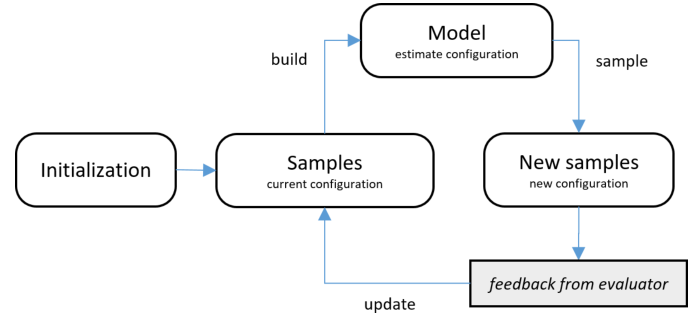 Model
estimate configuration
build
sample
Initialization
Samples
current configuration
New samples
new configuration
feedback from evaluator
update